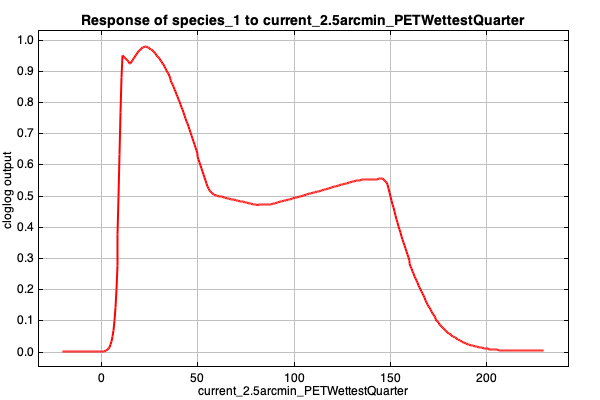 Response of species_1 to current_2.5arcmin_PETWettestQuarter
cloglog output
1.0
0.9
0.8
0.7
0.6
0.5
0.4
0.3
0.2
0.1
0.0
0 50 100 150 200
current_2.5arcmin_PETWettestQuarter